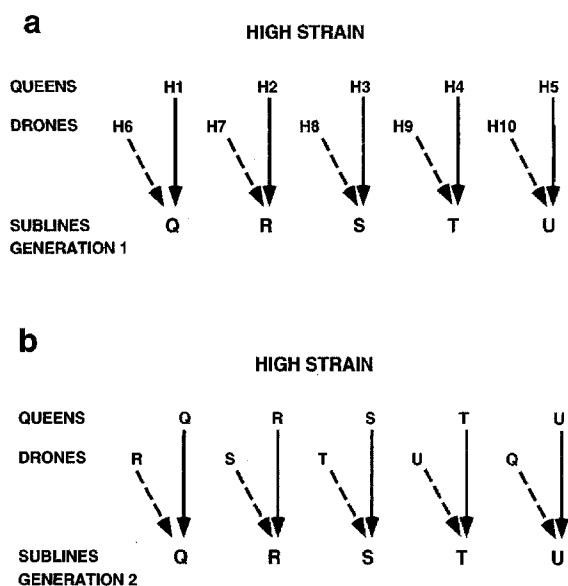 a
HIGH STRAIN
QUEENS H1 H2 H3 H4 H5
DRONES H6 H7 H8 H9 H10
SUBLINES Q R S T U
GENERATION 1
b
HIGH STRAIN
QUEENS Q R S T U
DRONES R S T U Q
SUBLINES Q R S T U
GENERATION 2